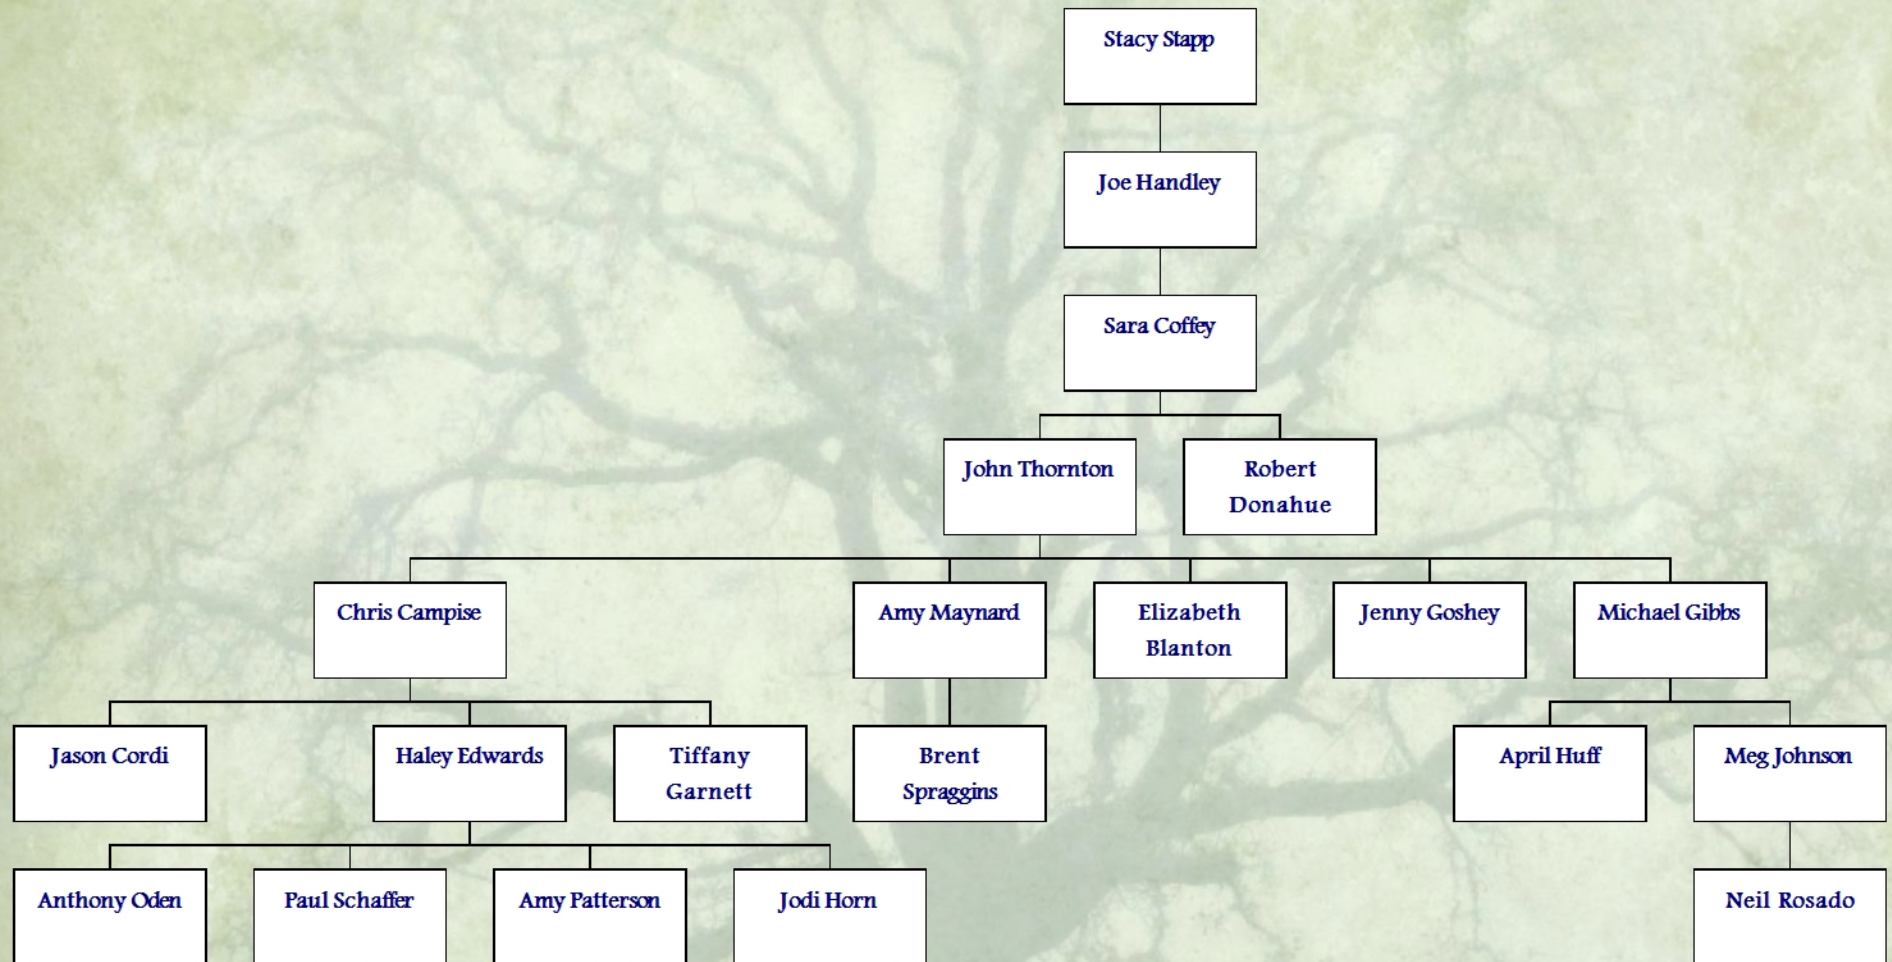 Stacy Stapp
Joe Handley
Sara Coffey
John Thornton
Robert
Donahue
Chris Campise
Amy Maynard
Elizabeth
Blanton
Jenny Goshey
Michael Gibbs
Jason Cordi
Haley Edwards
Tiffany
Garnett
Brent
Spraggins
April Huff
Meg Johnson
Anthony Oden
Paul Schaffer
Amy Patterson
Jodi Horn
Neil Rosado